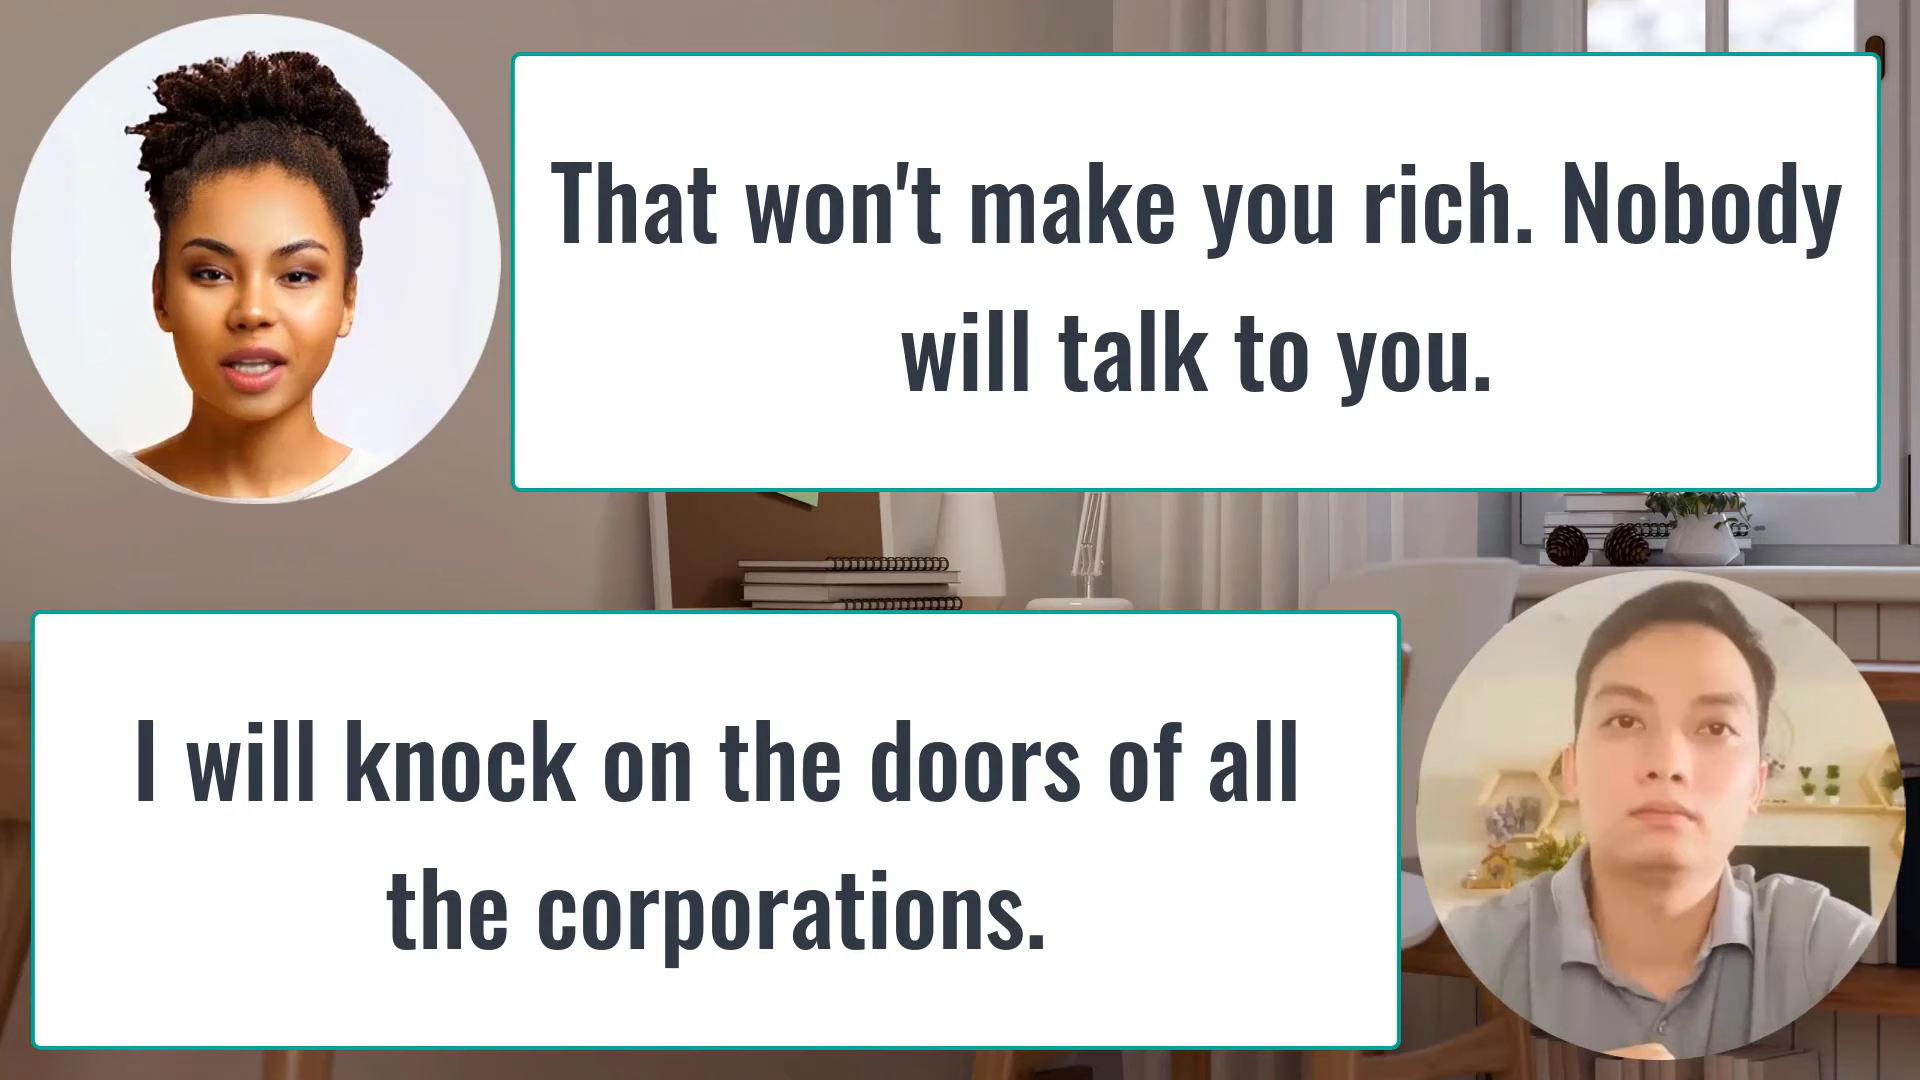 That won't make you rich. Nobody
will talk to you.
I will knock on the doors of all
the corporations.